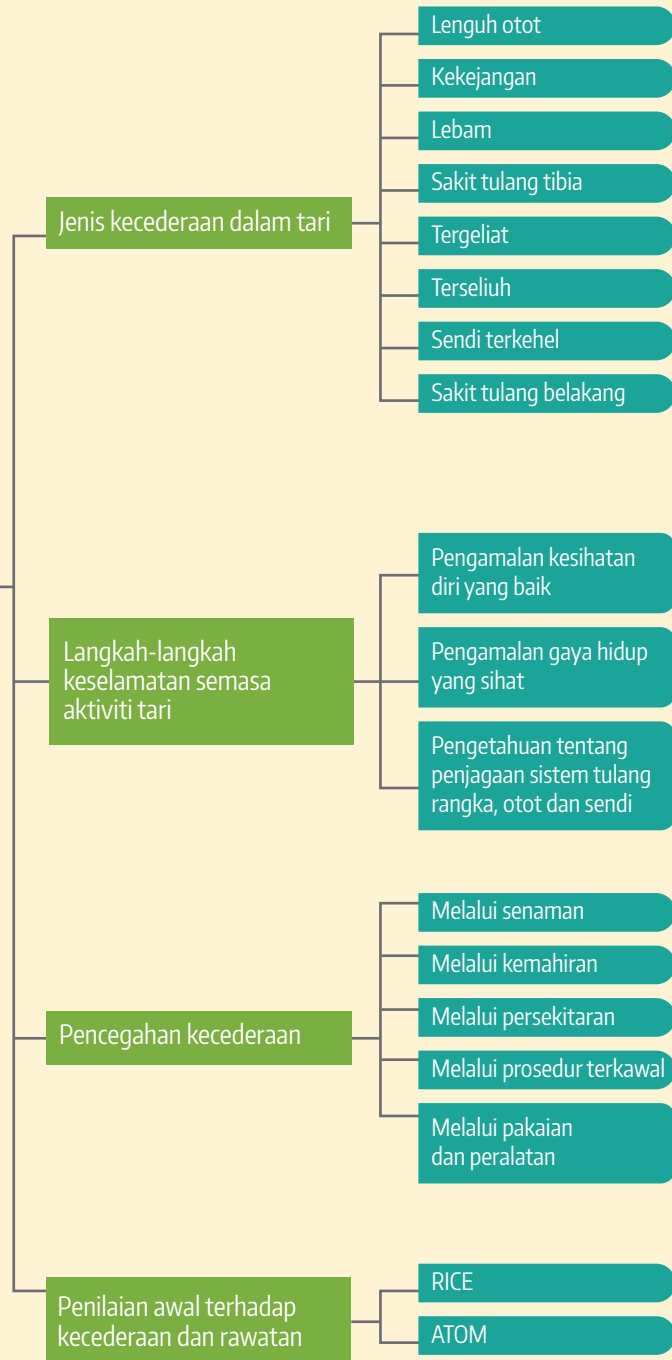 Jenis kecederaan dalam tari
Lenguh otot
Kekejangan
Lebam
Sakit tulang tibia
Tergeliat
Terseliuh
Sendi terkehel
Sakit tulang belakang
Langkah-langkah
keselamatan semasa
aktiviti tari
Pengamalan kesihatan
diri yang baik
Pengamalan gaya hidup
yang sihat
Pengetahuan tentang
penjagaan sistem tulang
rangka, otot dan sendi
Pencegahan kecederaan
Melalui senaman
Melalui kemahiran
Melalui persekitaran
Melalui prosedur terkawal
Melalui pakaian
dan peralatan
Penilaian awal terhadap
kecederaan dan rawatan
RICE
ATOM